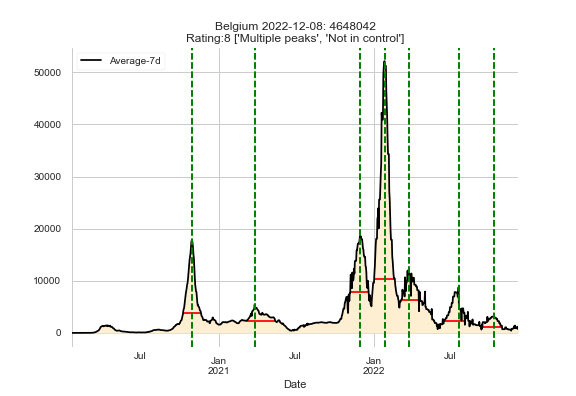 Belgium 2022-12-08: 4648042
Rating:8 ['Multiple peaks', 'Not in control']
Average-7d
50000
40000
30000
20000
10000
0
Jul
Jan
2021
Jul
Jan
2022
Jul
Date